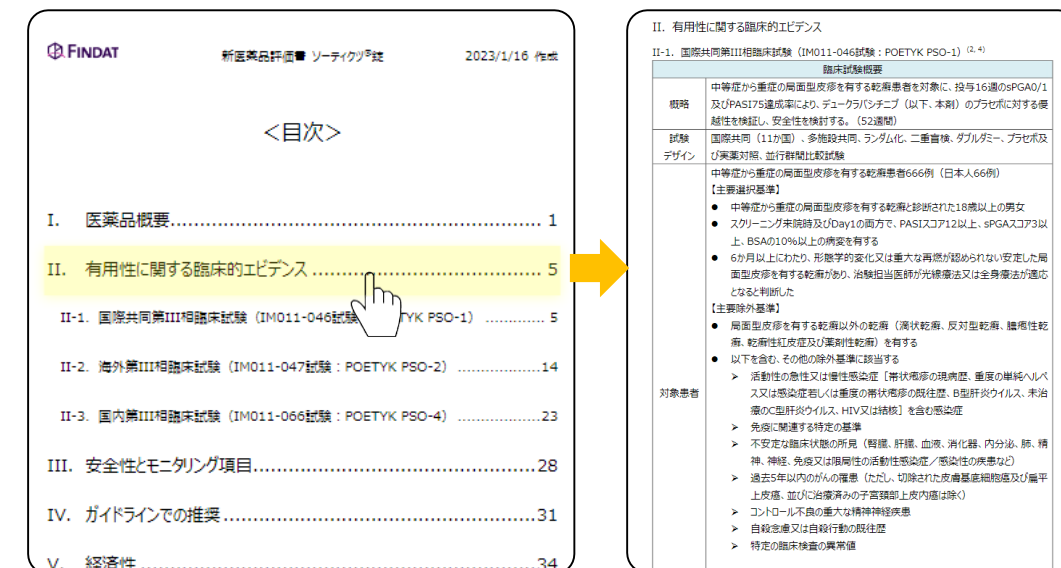 FINDAT
新医薬品評価書 ソーティクツ®錠
2023/1/16 作成
<目次>
I. 医薬品概要 1
II. 有用性に関する臨床的エビデンス 5
II-1. 国際共同第III相臨床試験（IM011-046試験 TYK PSO-1） 5
II-2. 海外第III相臨床試験（IM011-047試験：POETYK PSO-2） 14
II-3. 国内第III相臨床試験（IM011-066試験：POETYK PSO-4） 23
III. 安全性とモニタリング項目 28
IV. ガイドラインでの推奨 31
V. 経済性 34
II. 有用性に関する臨床的エビデンス
II-1. 国際共同第III相臨床試験（IM011-046試験：POETYK PSO-1）(2, 4)
臨床試験概要
概略
中等症から重症の局面型皮疹を有する乾癬患者を対象に、投与16週のsPGA0/1
及びPASI75達成率により、デュークラバシチニブ（以下、本剤）のプラセボに対する優
越性を検証し、安全性を検討する。（52週間）
試験
デザイン
国際共同（11か国）、多施設共同、ランダム化、二重盲検、ダブルダミー、プラセボ及
び実薬対照、並行群間比較試験
対象患者
中等症から重症の局面型皮疹を有する乾癬患者666例（日本人66例）
【主要選択基準】
● 中等症から重症の局面型皮疹を有する乾癬と診断された18歳以上の男女
● スクリーニング来院時及びDay1の両方で、PASIスコア12以上、sPGAスコア3以
上、BSAの10%以上の病変を有する
● 6か月以上にわたり、形態学的変化又は重大な再燃が認められない安定した局
面型皮疹を有する乾癬があり、治験担当医師が光線療法又は全身療法が適応
となると判断した
【主要除外基準】
● 局面型皮疹を有する乾癬以外の乾癬（滴状乾癬、反対型乾癬、膿疱性乾
癬、乾癬性紅皮症及び薬剤性乾癬）を有する
● 以下を含む、その他の除外基準に該当する
➢ 活動性の急性又は慢性感染症［帯状疱疹の現病歴、重度の単純ヘルペ
ス又は感染症若しくは重度の帯状疱疹の既往歴、B型肝炎ウイルス、未治
療のC型肝炎ウイルス、HIV又は結核］を含む感染症
➢ 免疫に関連する特定の基準
➢ 不安定な臨床状態の所見（腎臓、肝臓、血液、消化器、内分泌、肺、精
神、神経、免疫又は限局性の活動性感染症／感染性の疾患など）
➢ 過去5年以内のがんの罹患（ただし、切除された皮膚基底細胞癌及び扁平
上皮癌、並びに治療済みの子宮頸部上皮内癌は除く）
➢ コントロール不良の重大な精神神経疾患
➢ 自殺念慮又は自殺行動の既往歴
➢ 特定の臨床検査の異常値